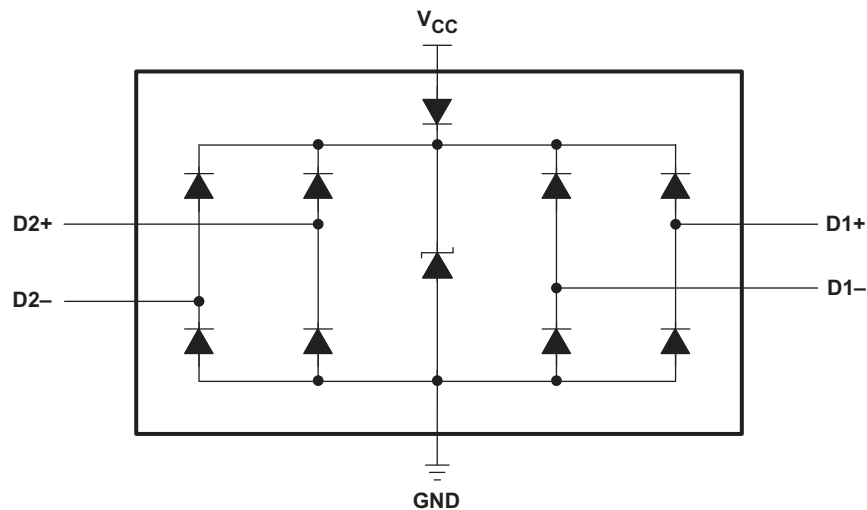 VCC
D2+
D1+
D2–
D1–
GND